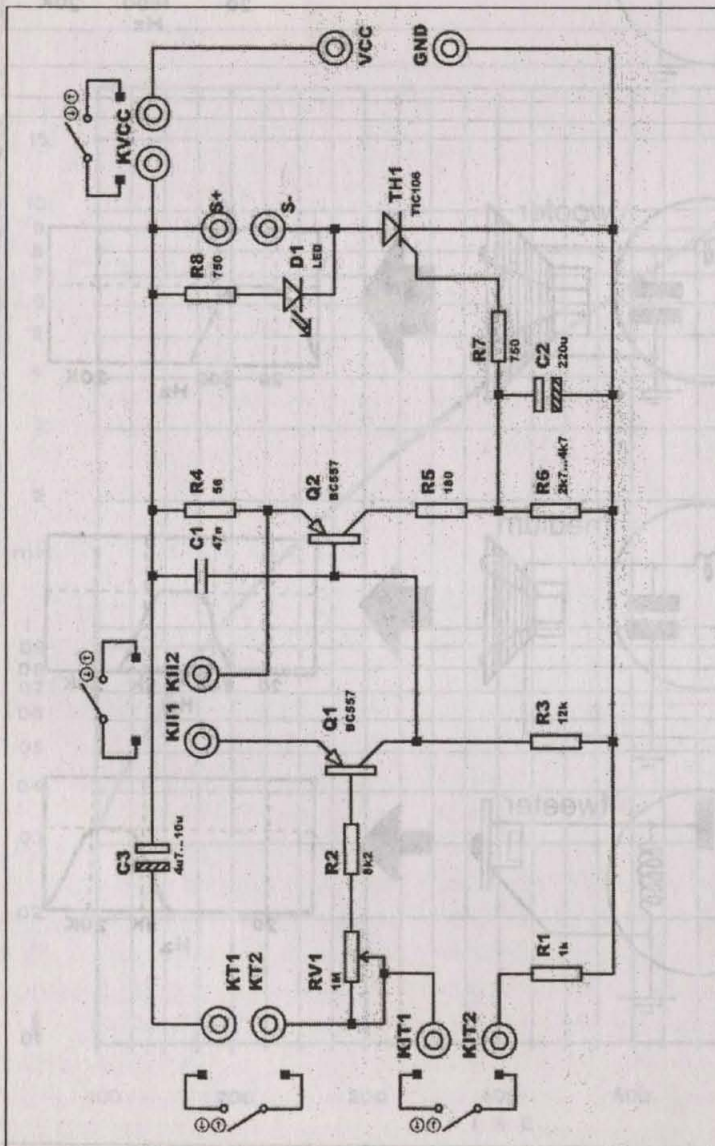 VCC
GND
KVCC
S+
S-
R8
750
D1
LED
TH1
TIC106
R7
750
C2
220u
R4
56
C1
47n
Q2
BC557
R5
180
R6
2k7...4k7
KII1
KII2
Q1
BC557
R3
12k
C3
4u7...10u
R2
8k2
RV1
1M
KT1
KT2
KIT1
KIT2
R1
1k